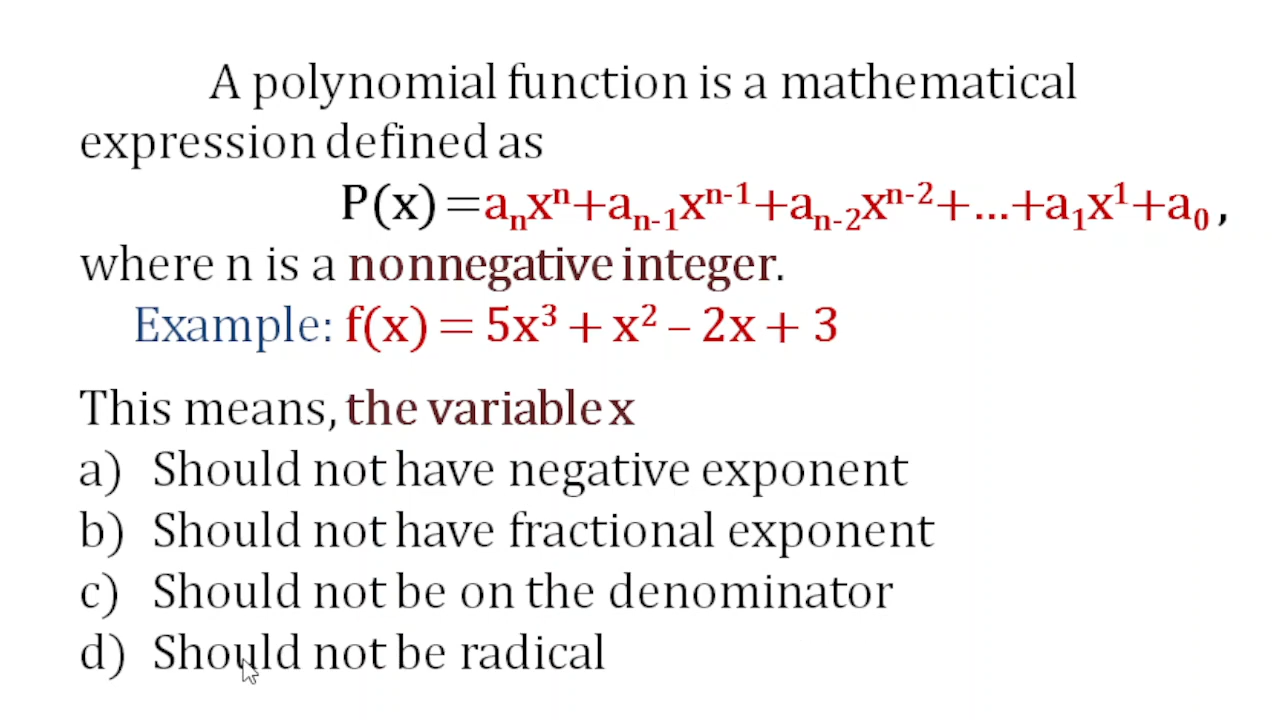 A polynomial function is a mathematical
expression defined as
P(x) = aₙxⁿ+aₙ₋₁xⁿ⁻¹+aₙ₋₂xⁿ⁻²+...+a₁x¹+a₀ ,
where n is a nonnegative integer.
Example: f(x) = 5x³ + x² – 2x + 3
This means, the variable x
a) Should not have negative exponent
b) Should not have fractional exponent
c) Should not be on the denominator
d) Should not be radical